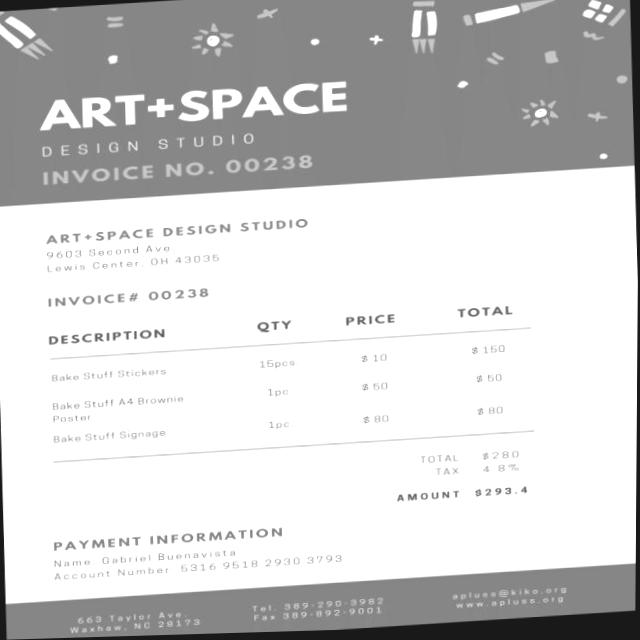 ART+SPACE
DESIGN STUDIO
INVOICE NO. 00238
ART+SPACE DESIGN STUDIO
9603 Second Ave
Lewis Center, OH 43035
INVOICE# 00238
DESCRIPTION QTY PRICE TOTAL
Bake Stuff Stickers 15pcs $10 $150
Bake Stuff A4 Brownie Poster 1pc $50 $50
Bake Stuff Signage 1pc $80 $80
TOTAL $280
TAX 4.8%
AMOUNT $293.4
PAYMENT INFORMATION
Name: Gabriel Buenavista
Account Number: 5316 9518 2930 3793
663 Taylor Ave.
Waxhaw, NC 28173
Tel. 389-290-3982
Fax 389-892-9001
apluss@kiko.org
www.apluss.org